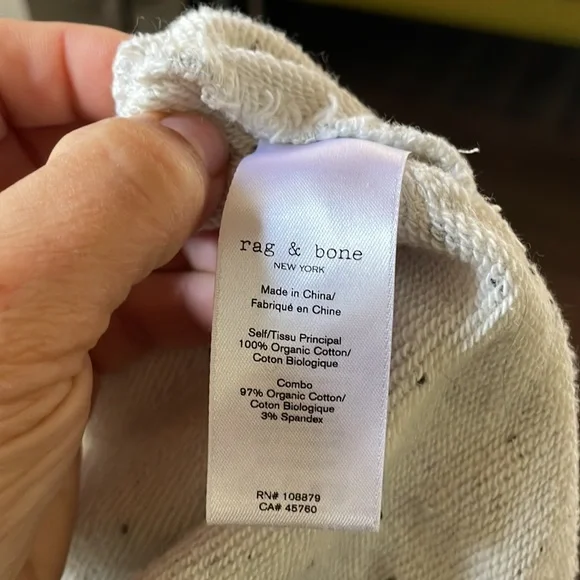 rag & bone
NEW YORK
Made in China/
Fabriqué en Chine
Self/Tissu Principal
100% Organic Cotton/
Coton Biologique
Combo
97% Organic Cotton/
Coton Biologique
3% Spandex
RN# 108879
CA# 45760